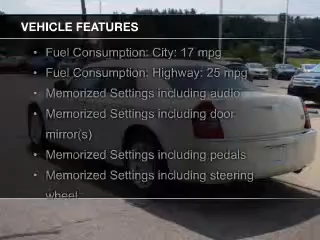 VEHICLE FEATURES
• Fuel Consumption: City: 17 mpg
• Fuel Consumption: Highway: 25 mpg
• Memorized Settings including audio
• Memorized Settings including door
mirror(s)
• Memorized Settings including pedals
• Memorized Settings including steering
wheel